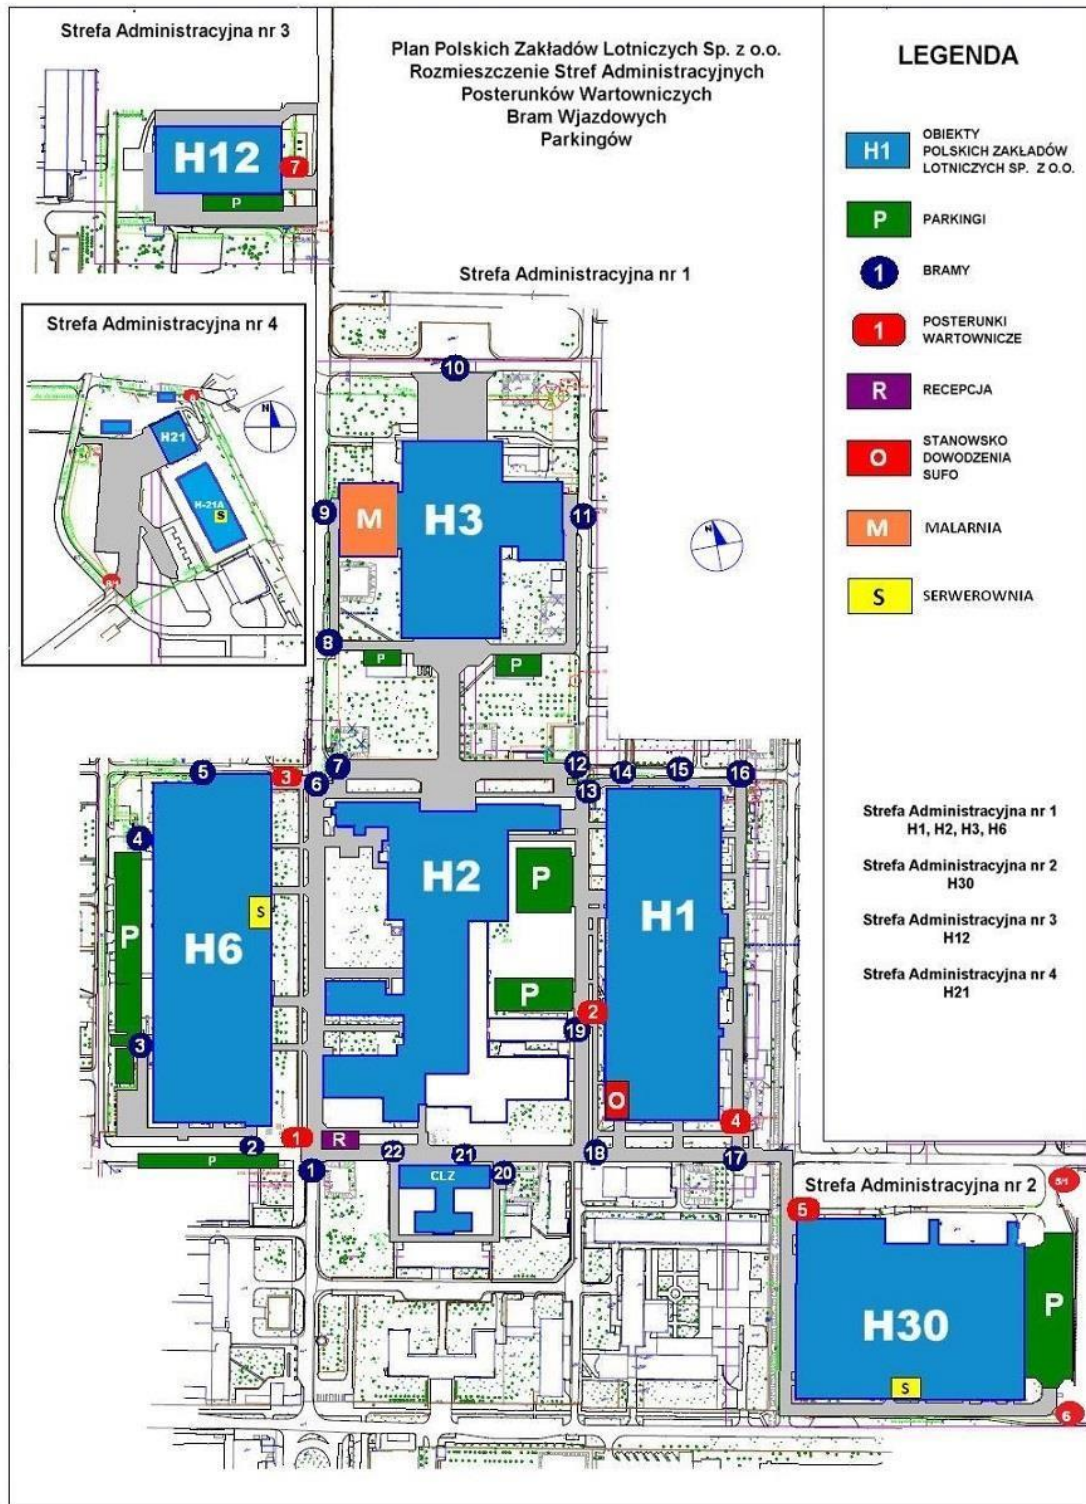 Strefa Administracyjna nr 3
H12
7
P
Plan Polskich Zakładów Lotniczych Sp. z o.o.
Rozmieszczenie Stref Administracyjnych
Posterunków Wartowniczych
Bram Wjazdowych
Parkingów
LEGENDA
H1
OBIEKTY
POLSKICH ZAKŁADÓW
LOTNICZYCH SP. Z O.O.
P
PARKINGI
1
BRAMY
1
POSTERUNKI
WARTOWNICZE
R
RECEPCJA
O
STANOWSKO
DOWODZENIA
SUFO
M
MALARNIA
S
SERWEROWNIA
Strefa Administracyjna nr 4
N
H21
H-21A
S
Strefa Administracyjna nr 1
10
9
M
H3
11
N
8
P
P
7
12
5
3
6
13
14
15
16
4
P
S
H6
H2
P
H1
P
2
19
3
O
4
2
1
R
22
21
18
17
P
1
CLZ
20
Strefa Administracyjna nr 1
H1, H2, H3, H6
Strefa Administracyjna nr 2
H30
Strefa Administracyjna nr 3
H12
Strefa Administracyjna nr 4
H21
Strefa Administracyjna nr 2
5/1
5
H30
P
S
6